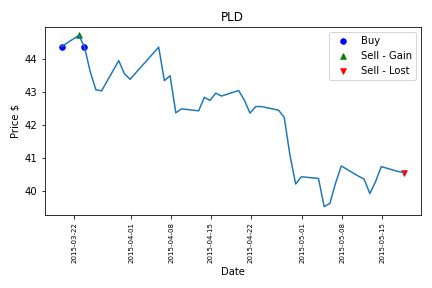 PLD
Buy
Sell - Gain
Sell - Lost
Price $
44
43
42
41
40
2015-03-22
2015-04-01
2015-04-08
2015-04-15
2015-04-22
2015-05-01
2015-05-08
2015-05-15
Date